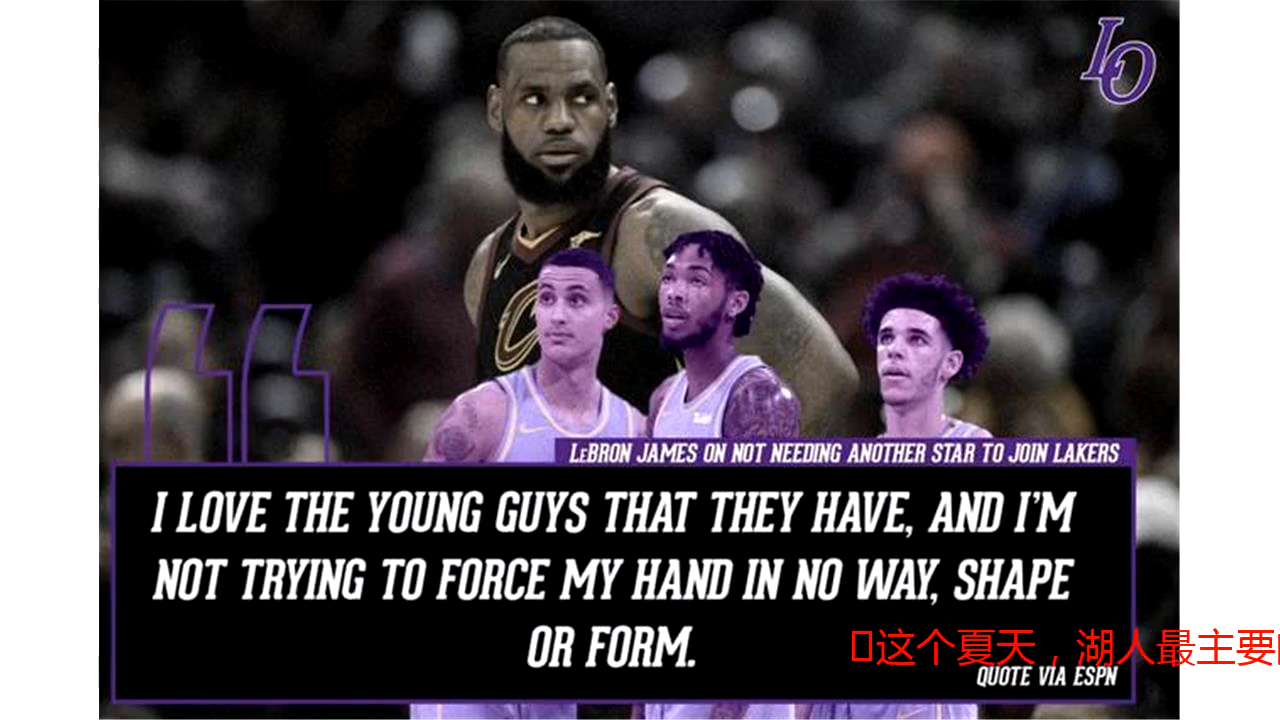 LO
LEBRON JAMES ON NOT NEEDING ANOTHER STAR TO JOIN LAKERS
I LOVE THE YOUNG GUYS THAT THEY HAVE, AND I'M
NOT TRYING TO FORCE MY HAND IN NO WAY, SHAPE
OR FORM.
这个夏天，湖人最主要
QUOTE VIA ESPN